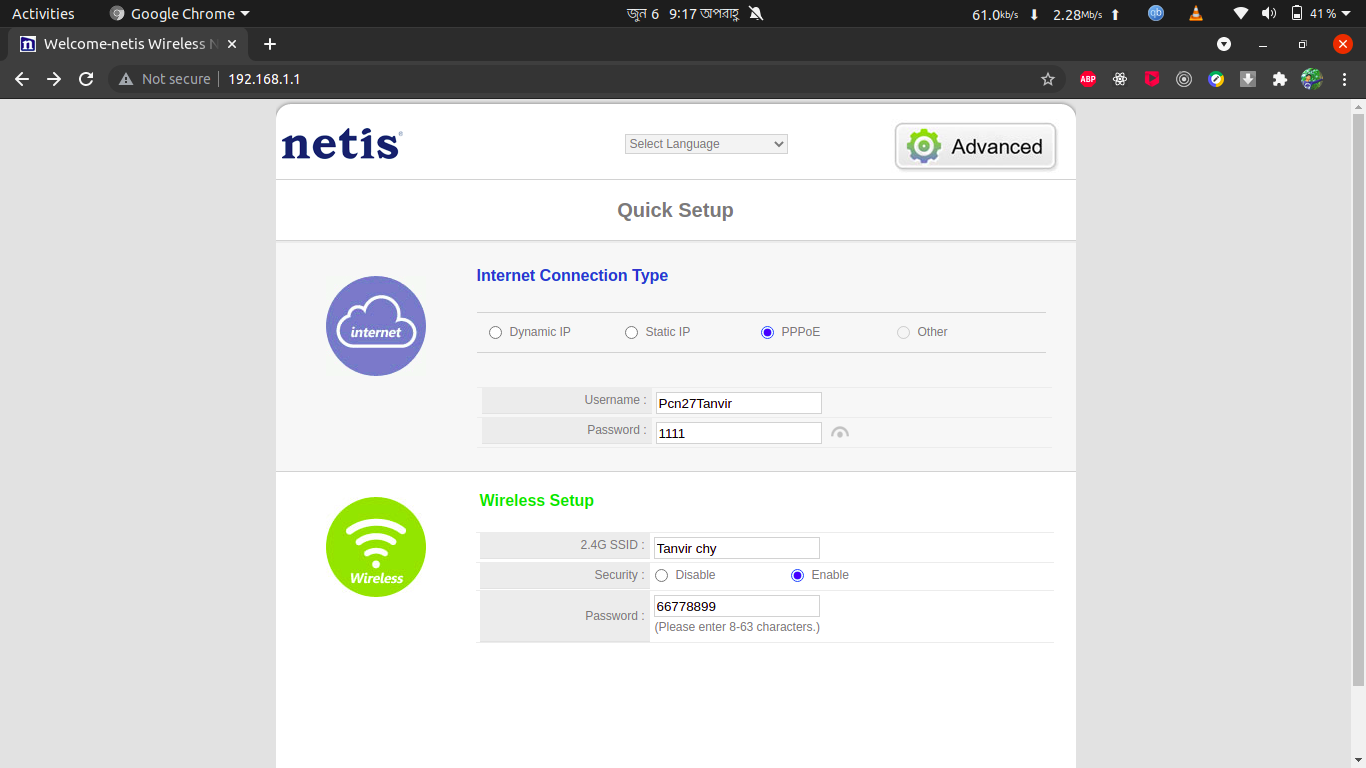 Activities Google Chrome জুন 6 9:17 অপরাহ্ণ 61.0kb/s 2.28Mb/s qb 41 %
n Welcome-netis Wireless N
Not secure 192.168.1.1 ABP
netis Select Language Advanced
Quick Setup
Internet Connection Type
internet
Dynamic IP Static IP PPPoE Other
Username : Pcn27Tanvir
Password : 1111
Wireless Setup
Wireless
2.4G SSID : Tanvir chy
Security : Disable Enable
Password : 66778899
(Please enter 8-63 characters.)